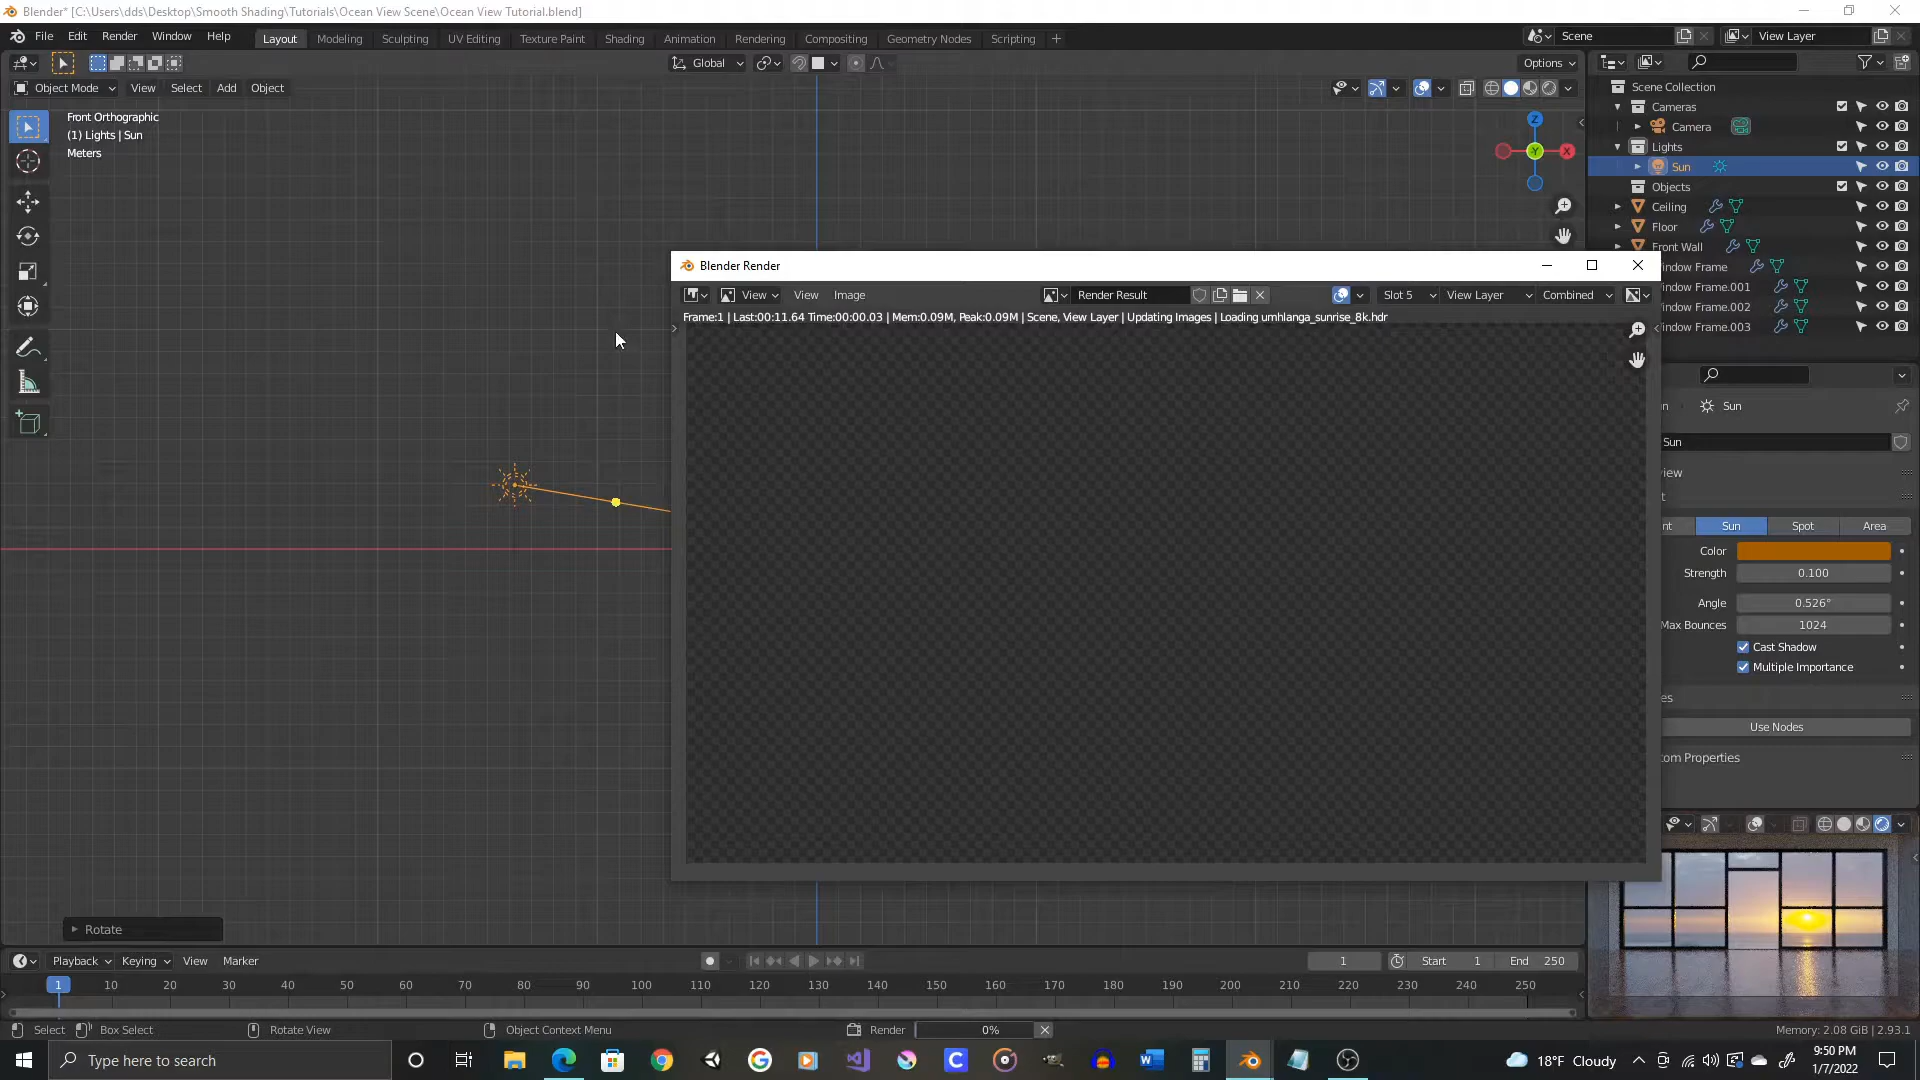 Blender* [C:\Users\dds\Desktop\Smooth Shading\Tutorials\Ocean View Scene\Ocean View Tutorial.blend]
File Edit Render Window Help Layout Modeling Sculpting UV Editing Texture Paint Shading Animation Rendering Compositing Geometry Nodes Scripting + Scene View Layer
Global Options
Object Mode View Select Add Object
Front Orthographic
(1) Lights | Sun
Meters
Z
Y
X
Scene Collection
Cameras
Camera
Lights
Sun
Objects
Ceiling
Floor
Front Wall
indow Frame
indow Frame.001
indow Frame.002
indow Frame.003
Blender Render
View View Image Render Result Slot 5 View Layer Combined
Frame:1 | Last:00:11.64 Time:00:00.03 | Mem:0.09M, Peak:0.09M | Scene, View Layer | Updating Images | Loading umhlanga_sunrise_8k.hdr
n Sun
Sun
iew
t
nt Sun Spot Area
Color
Strength 0.100
Angle 0.526°
Max Bounces 1024
Cast Shadow
Multiple Importance
es
Use Nodes
tom Properties
Rotate
Playback Keying View Marker 1 Start 1 End 250
1 10 20 30 40 50 60 70 80 90 100 110 120 130 140 150 160 170 180 190 200 210 220 230 240 250
Select Box Select Rotate View Object Context Menu Render 0% Memory: 2.08 GiB | 2.93.1
Type here to search
18°F Cloudy
9:50 PM
1/7/2022